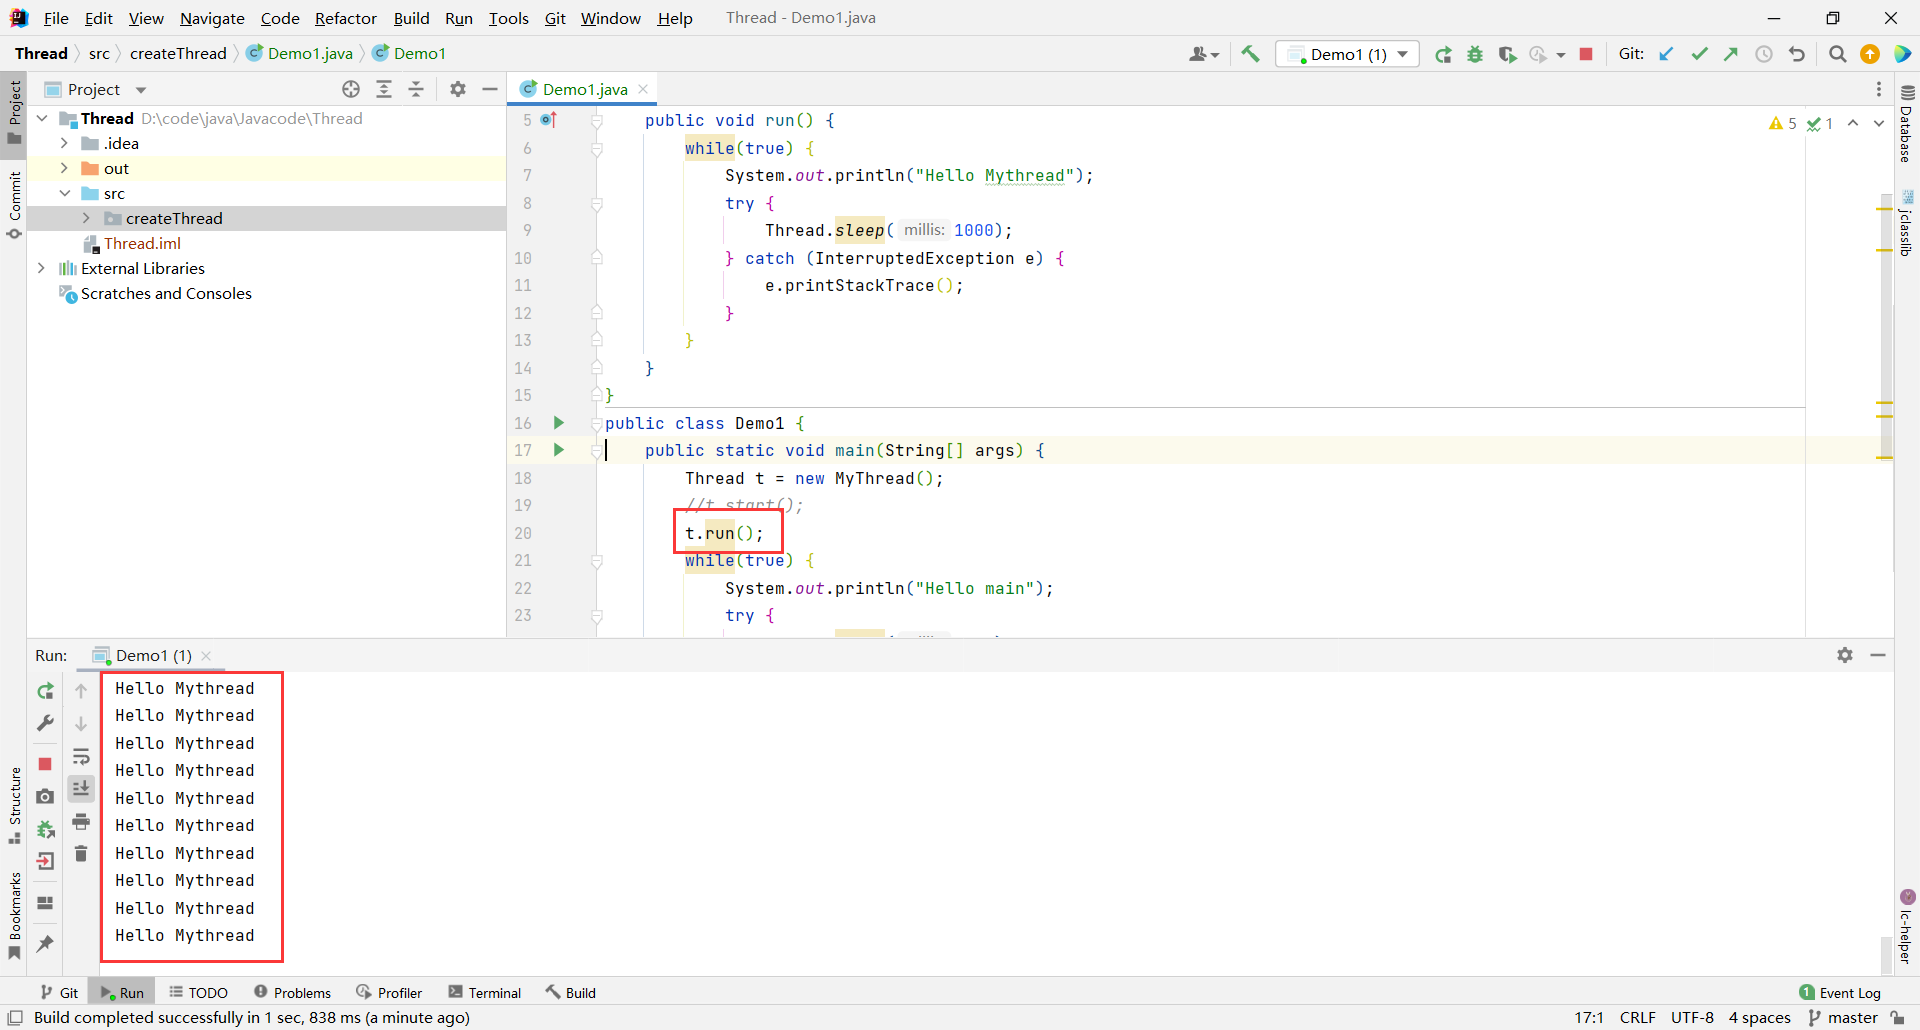 File Edit View Navigate Code Refactor Build Run Tools Git Window Help Thread - Demo1.java
Thread src createThread Demo1.java Demo1
Demo1 (1) Git:
Project
Commit
Structure
Bookmarks
Project
Thread D:\code\java\Javacode\Thread
.idea
out
src
createThread
Thread.iml
External Libraries
Scratches and Consoles
Demo1.java
5 1
5 public void run() {
6 while(true) {
7 System.out.println("Hello Mythread");
8 try {
9 Thread.sleep( millis: 1000);
10 } catch (InterruptedException e) {
11 e.printStackTrace();
12 }
13 }
14 }
15 }
16 public class Demo1 {
17 public static void main(String[] args) {
18 Thread t = new MyThread();
19 //t.start();
20 t.run();
21 while(true) {
22 System.out.println("Hello main");
23 try {
Database
jclasslib
lc-helper
Run: Demo1 (1)
Hello Mythread
Hello Mythread
Hello Mythread
Hello Mythread
Hello Mythread
Hello Mythread
Hello Mythread
Hello Mythread
Hello Mythread
Hello Mythread
Git Run TODO Problems Profiler Terminal Build 1 Event Log
Build completed successfully in 1 sec, 838 ms (a minute ago) 17:1 CRLF UTF-8 4 spaces master